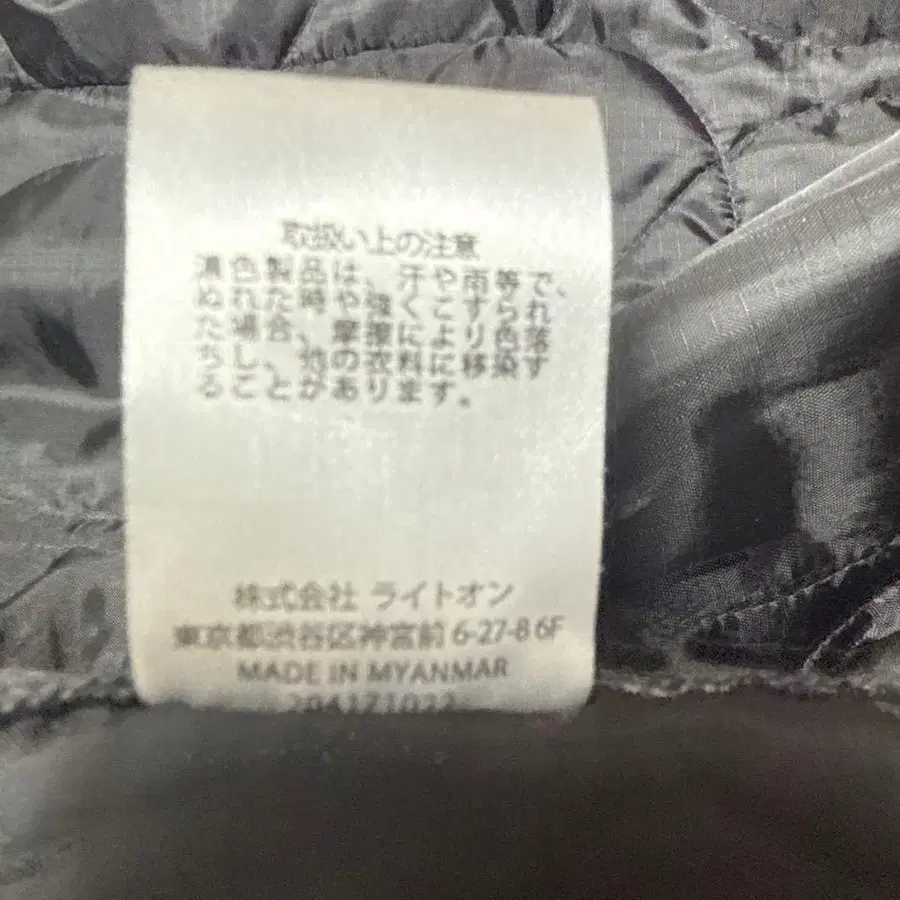 取扱い上の注意
濃色製品は、汗や雨等で、
ぬれた時や強くこすられ
た場合、摩擦により色落
ちし、他の衣料に移染す
ることがあります。
株式会社 ライトオン
東京都渋谷区神宮前 6-27-8 6F
MADE IN MYANMAR